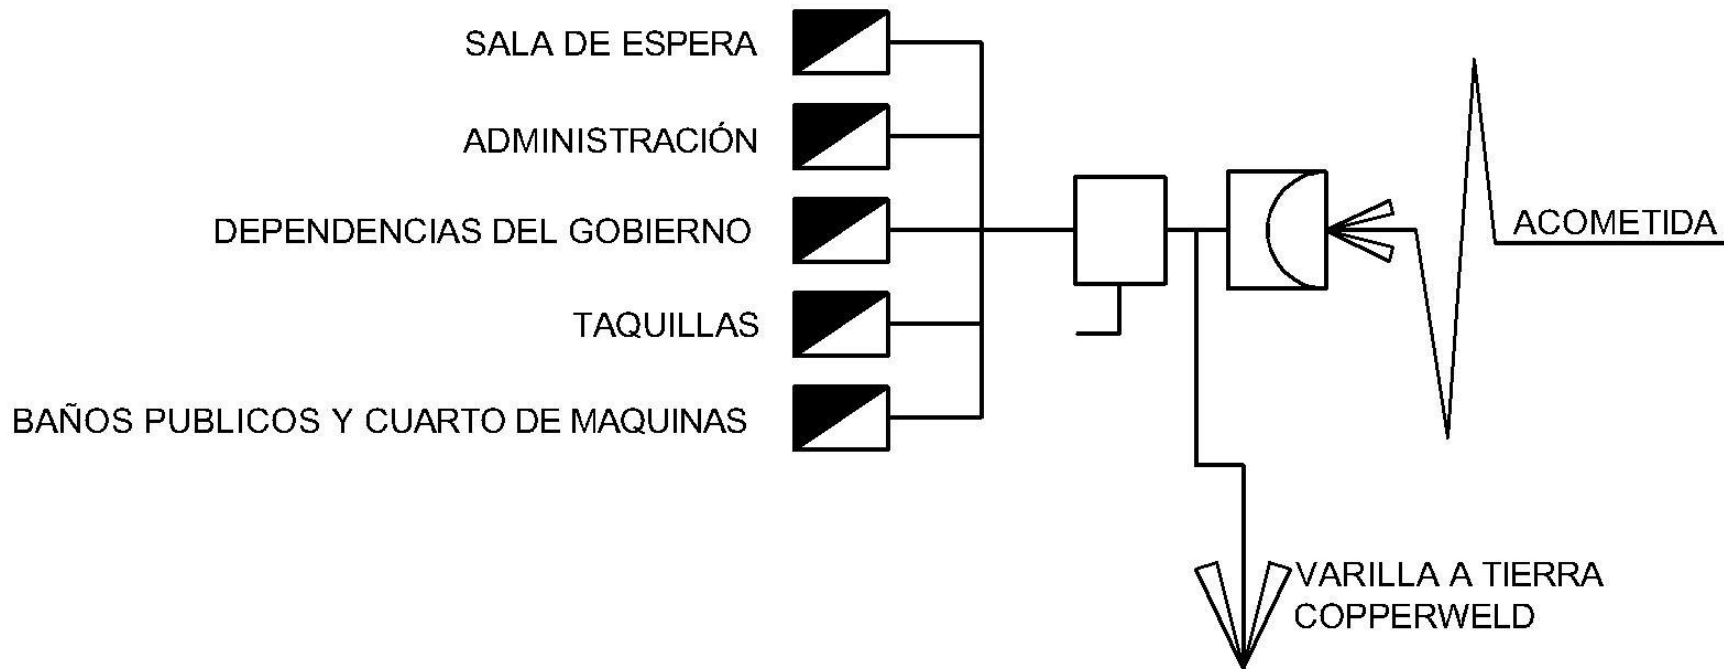 SALA DE ESPERA
ADMINISTRACIÓN
DEPENDENCIAS DEL GOBIERNO
TAQUILLAS
BAÑOS PUBLICOS Y CUARTO DE MAQUINAS
ACOMETIDA
VARILLA A TIERRA
COPPERWELD